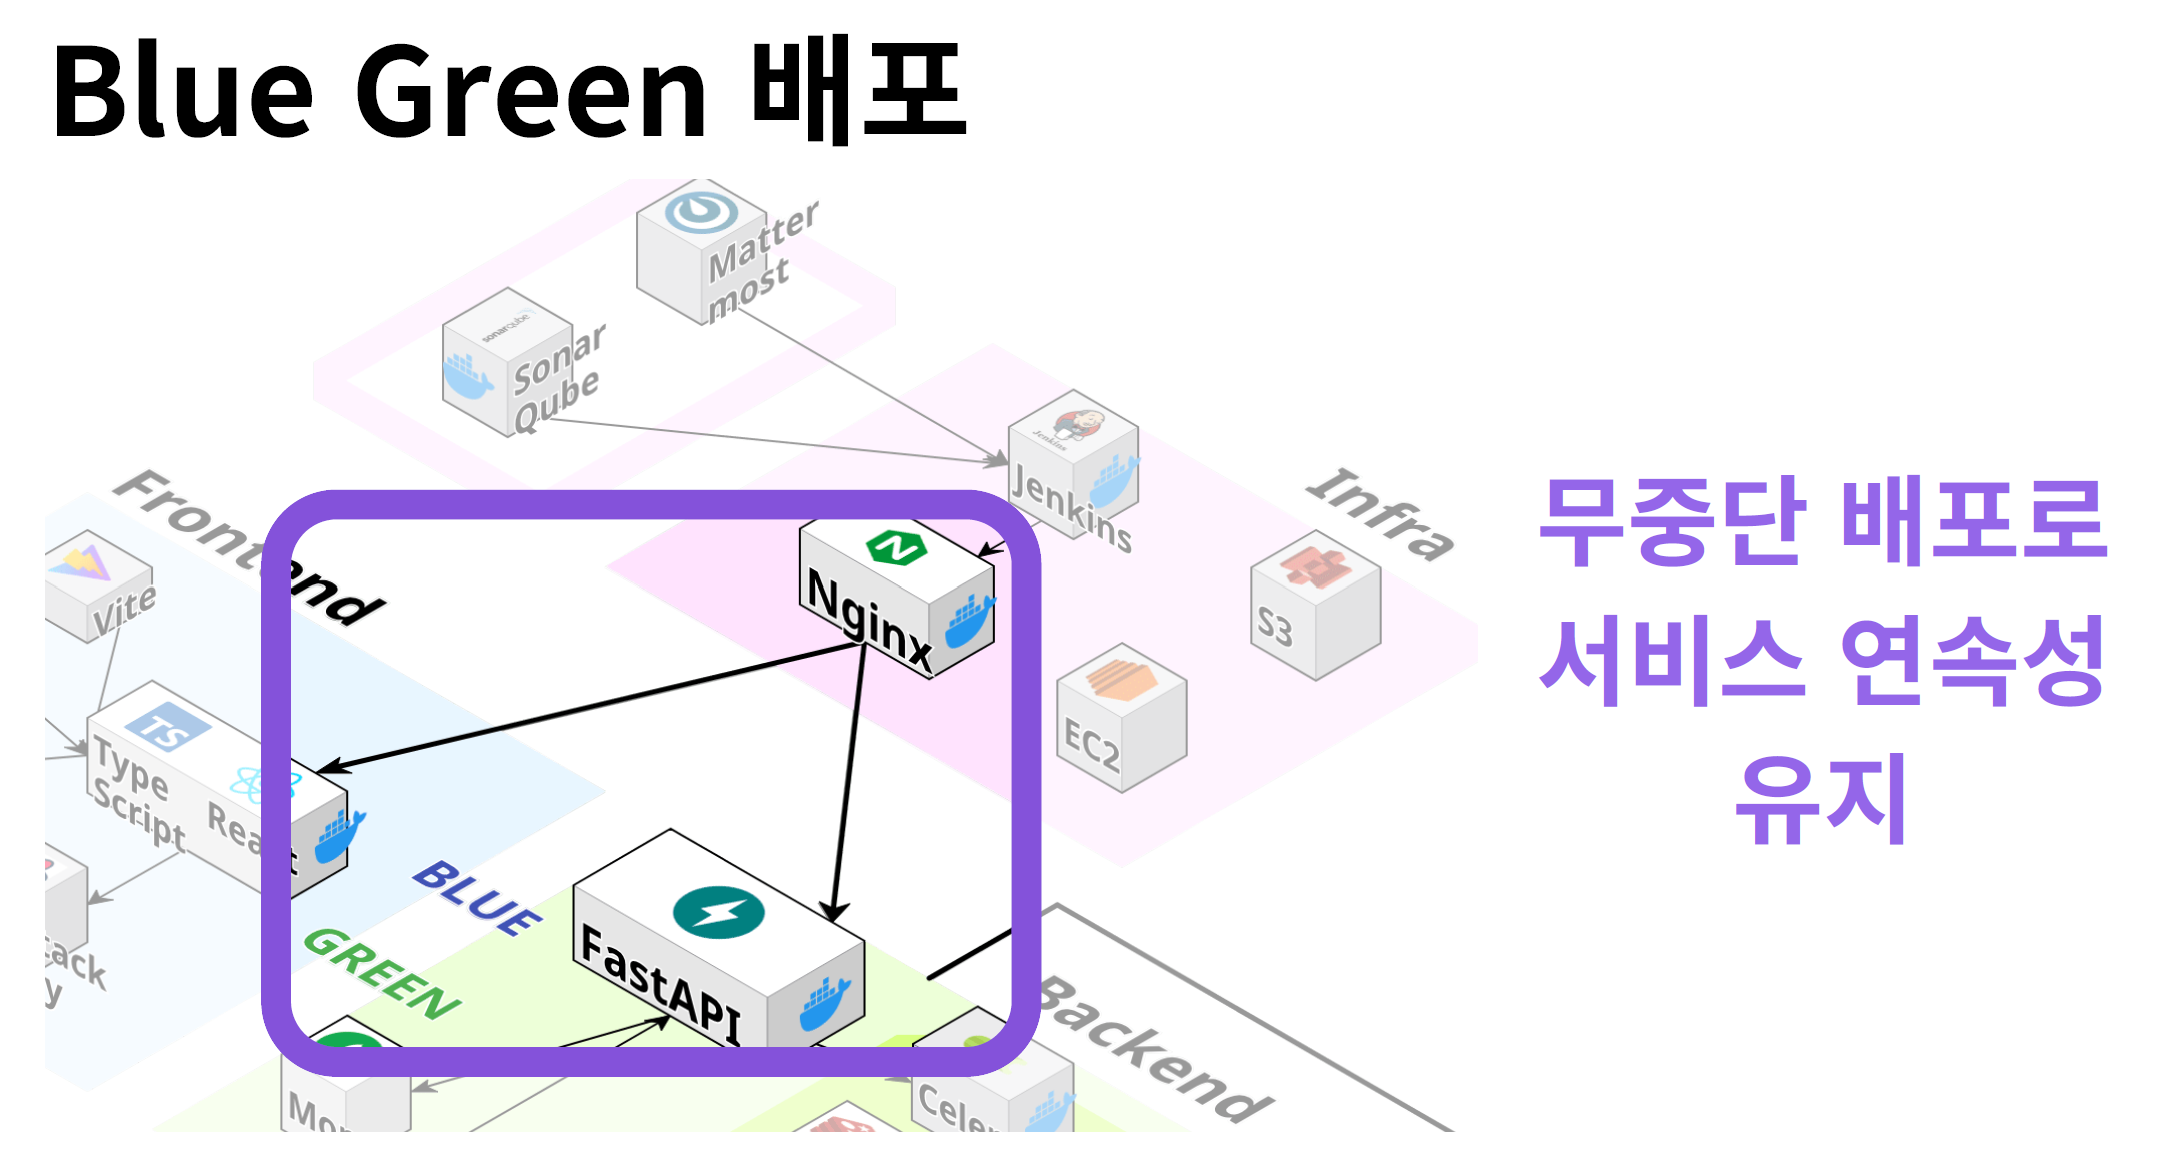 Blue Green 배포
Matter
most
sonarqube
Sonar
Qube
Jenkins
Jenkins
Infra
Frontend
Nginx
S3
Vite
EC2
TS
Type
Script
React
BLUE
GREEN
FastAPI
ack
y
Backend
Mon
Celer
무중단 배포로
서비스 연속성
유지